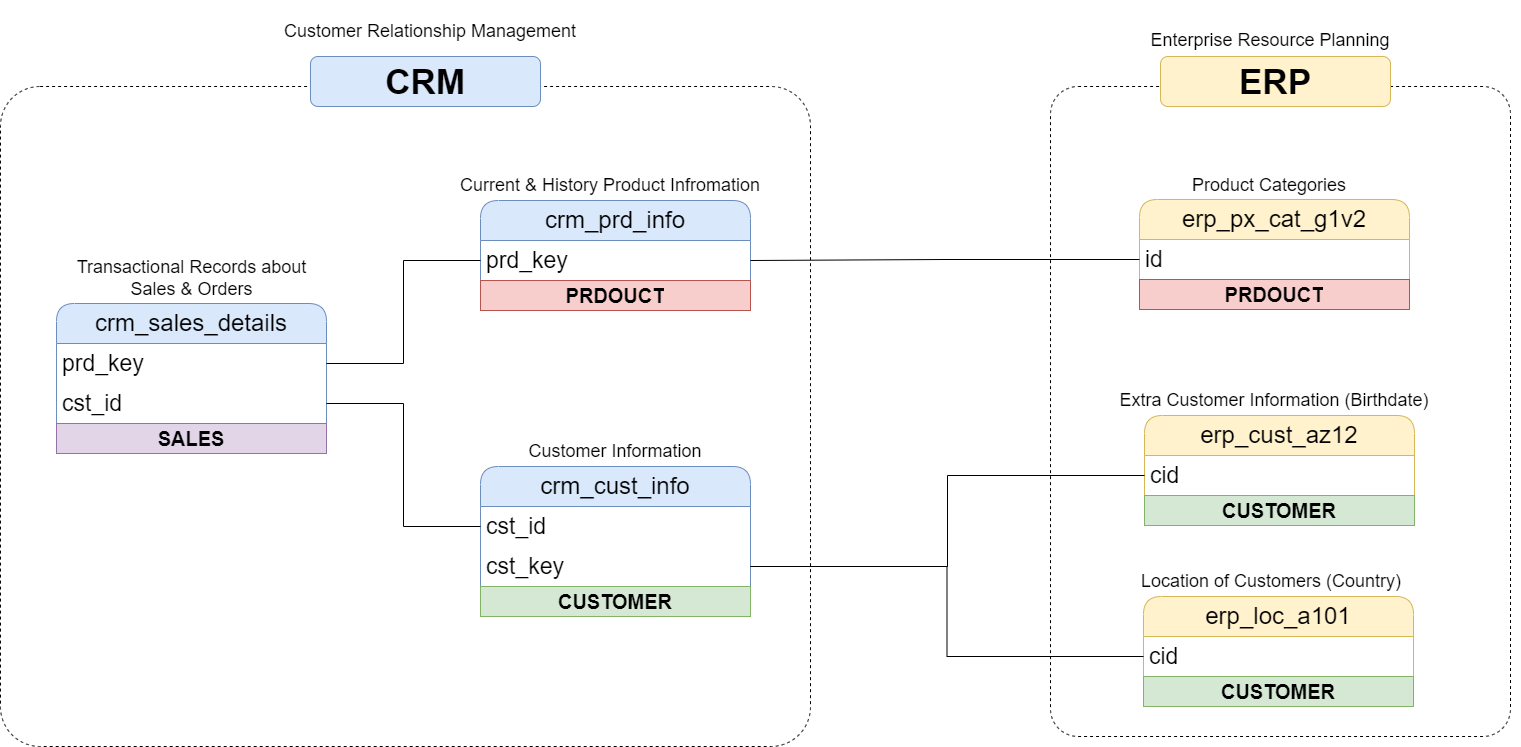 Customer Relationship Management
CRM
Enterprise Resource Planning
ERP
Transactional Records about
Sales & Orders
crm_sales_details
prd_key
cst_id
SALES
Current & History Product Infromation
crm_prd_info
prd_key
PRDOUCT
Customer Information
crm_cust_info
cst_id
cst_key
CUSTOMER
Product Categories
erp_px_cat_g1v2
id
PRDOUCT
Extra Customer Information (Birthdate)
erp_cust_az12
cid
CUSTOMER
Location of Customers (Country)
erp_loc_a101
cid
CUSTOMER